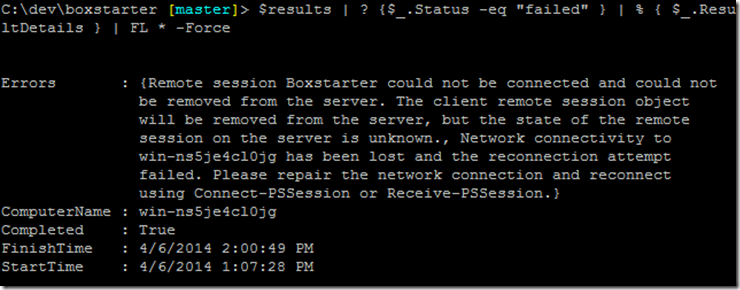 C:\dev\boxstarter [master]> $results | ? {$_.Status -eq "failed" } | % { $_.Resu
ltDetails } | FL * -Force
Errors        : {Remote session Boxstarter could not be connected and could not
                be removed from the server. The client remote session object
                will be removed from the server, but the state of the remote
                session on the server is unknown., Network connectivity to
                win-ns5je4cl0jg has been lost and the reconnection attempt
                failed. Please repair the network connection and reconnect
                using Connect-PSSession or Receive-PSSession.}
ComputerName  : win-ns5je4cl0jg
Completed     : True
FinishTime    : 4/6/2014 2:00:49 PM
StartTime     : 4/6/2014 1:07:28 PM